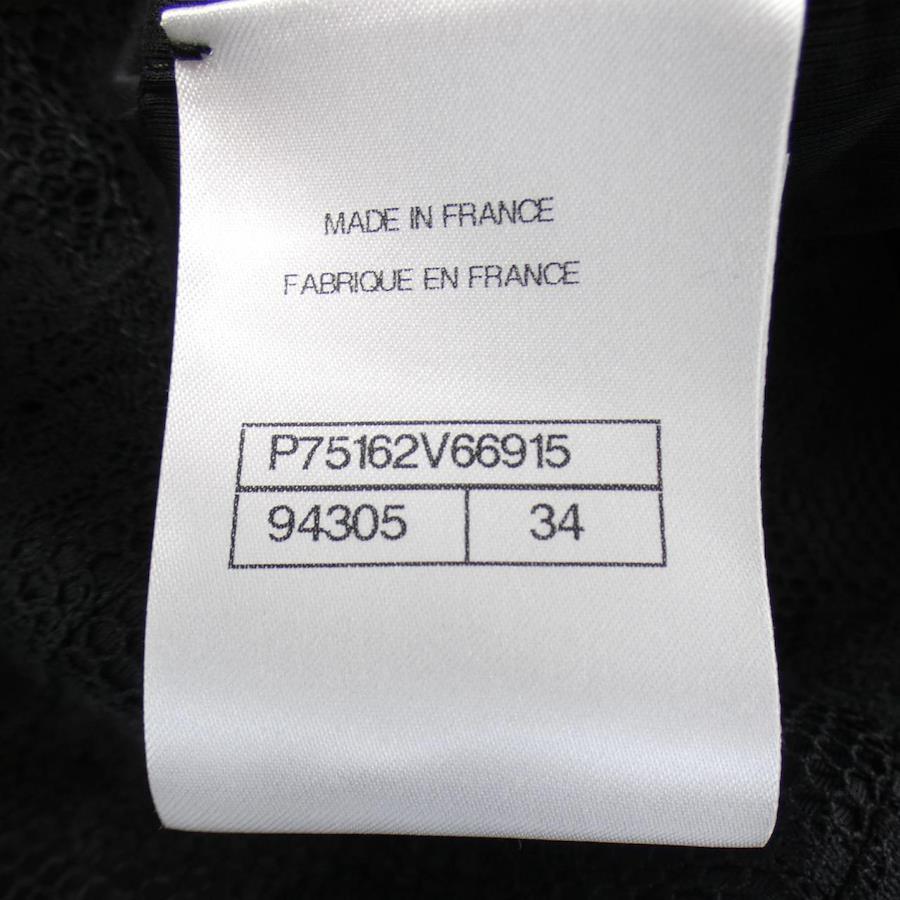 MADE IN FRANCE
FABRIQUE EN FRANCE
P75162V66915
94305 34